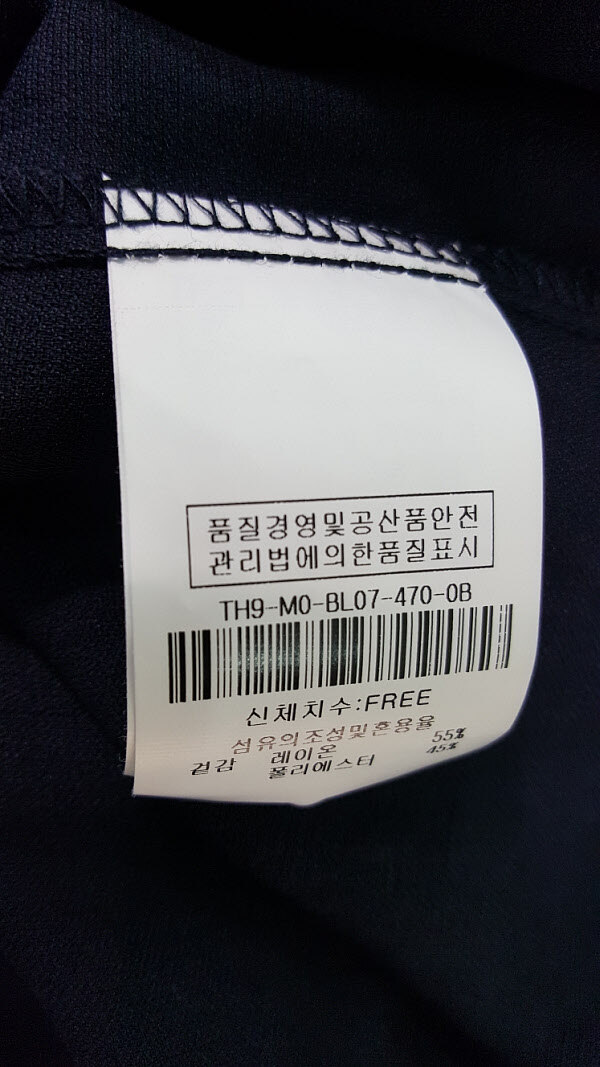 품질경영및공산품안전
관리법에의한품질표시
TH9-M0-BL07-470-0B
신체치수:FREE
섬유의조성및혼용율
겉감 레이온 55%
폴리에스터 45%